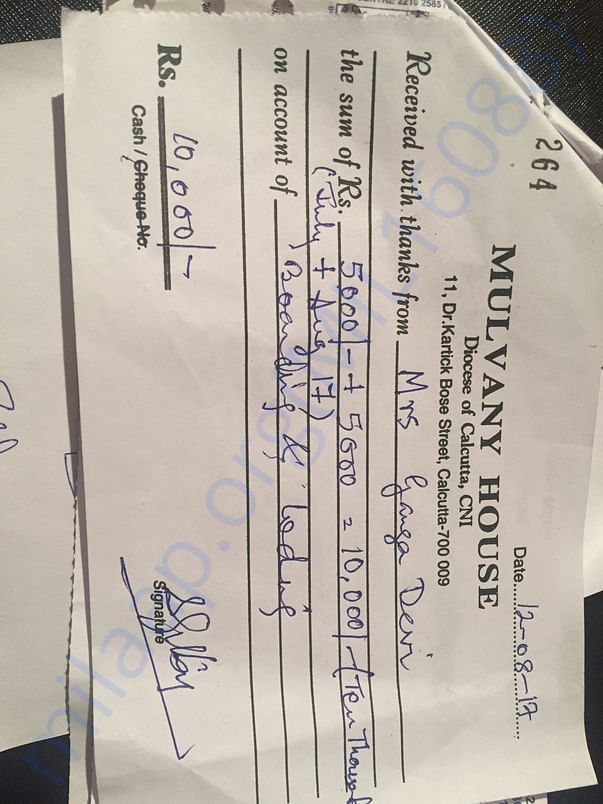 264
MULVANY HOUSE
Diocese of Calcutta, CNI
11, Dr.Kartick Bose Street, Calcutta-700 009
Date....12-08-17....
Received with thanks from Mrs Ganga Devi
the sum of Rs. 5000/- + 5000 = 10,000/- (Ten Thousand
(July + Aug 17)
on account of Boarding & Loding
Rs. 10,000/-
Cash / Cheque No.
Signature